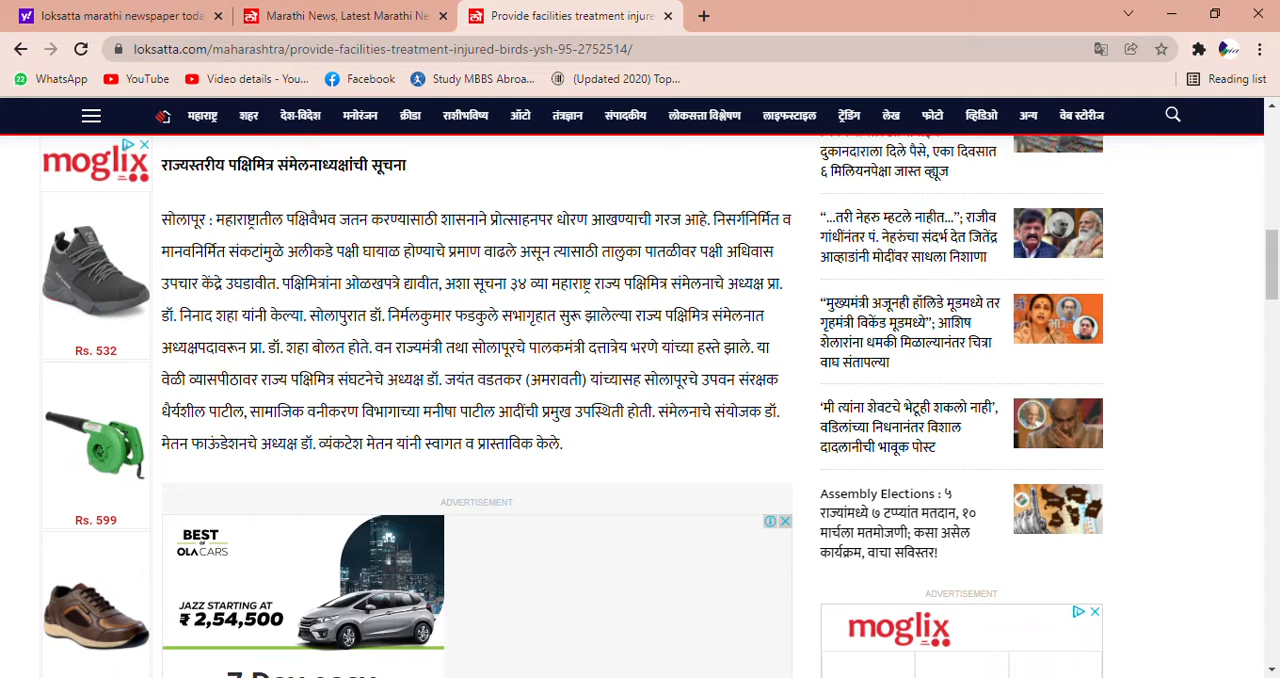 loksatta marathi newspaper toda
Marathi News, Latest Marathi Ne
Provide facilities treatment injure
loksatta.com/maharashtra/provide-facilities-treatment-injured-birds-ysh-95-2752514/
WhatsApp
YouTube
Video details - You...
Facebook
Study MBBS Abroa...
(Updated 2020) Top...
Reading list
महाराष्ट्र शहर देश-विदेश मनोरंजन क्रीडा राशीभविष्य ऑटो तंत्रज्ञान संपादकीय लोकसत्ता विश्लेषण लाइफस्टाइल ट्रेंडिंग लेख फोटो व्हिडिओ अन्य वेब स्टोरीज
moglix
Rs. 532
Rs. 599
राज्यस्तरीय पक्षिमित्र संमेलनाध्यक्षांची सूचना
सोलापूर : महाराष्ट्रातील पक्षिवैभव जतन करण्यासाठी शासनाने प्रोत्साहनपर धोरण आखण्याची गरज आहे. निसर्गनिर्मित व
मानवनिर्मित संकटांमुळे अलीकडे पक्षी घायाळ होण्याचे प्रमाण वाढले असून त्यासाठी तालुका पातळीवर पक्षी अधिवास
उपचार केंद्रे उघडावीत. पक्षिमित्रांना ओळखपत्रे द्यावीत, अशा सूचना ३४ व्या महाराष्ट्र राज्य पक्षिमित्र संमेलनाचे अध्यक्ष प्रा.
डॉ. निनाद शहा यांनी केल्या. सोलापुरात डॉ. निर्मलकुमार फडकुले सभागृहात सुरू झालेल्या राज्य पक्षिमित्र संमेलनात
अध्यक्षपदावरून प्रा. डॉ. शहा बोलत होते. वन राज्यमंत्री तथा सोलापूरचे पालकमंत्री दत्तात्रेय भरणे यांच्या हस्ते झाले. या
वेळी व्यासपीठावर राज्य पक्षिमित्र संघटनेचे अध्यक्ष डॉ. जयंत वडतकर (अमरावती) यांच्यासह सोलापूरचे उपवन संरक्षक
धैर्यशील पाटील, सामाजिक वनीकरण विभागाच्या मनीषा पाटील आदींची प्रमुख उपस्थिती होती. संमेलनाचे संयोजक डॉ.
मेतन फाऊंडेशनचे अध्यक्ष डॉ. व्यंकटेश मेतन यांनी स्वागत व प्रास्ताविक केले.
ADVERTISEMENT
BEST
OF
OLA CARS
JAZZ STARTING AT
₹ 2,54,500
दुकानदाराला दिले पैसे, एका दिवसात
६ मिलियनपेक्षा जास्त व्ह्यूज
“…तरी नेहरु म्हटले नाहीत…”; राजीव
गांधींनंतर पं. नेहरुंचा संदर्भ देत जितेंद्र
आव्हाडांनी मोदींवर साधला निशाणा
“मुख्यमंत्री अजूनही हॉलिडे मूडमध्ये तर
गृहमंत्री विकेंड मूडमध्ये”; आशिष
शेलारांना धमकी मिळाल्यानंतर चित्रा
वाघ संतापल्या
‘मी त्यांना शेवटचे भेटूही शकलो नाही’,
वडिलांच्या निधनानंतर विशाल
दादलानीची भावूक पोस्ट
Assembly Elections : ५
राज्यांमध्ये ७ टप्प्यांत मतदान, १०
मार्चला मतमोजणी; कसा असेल
कार्यक्रम, वाचा सविस्तर!
ADVERTISEMENT
moglix